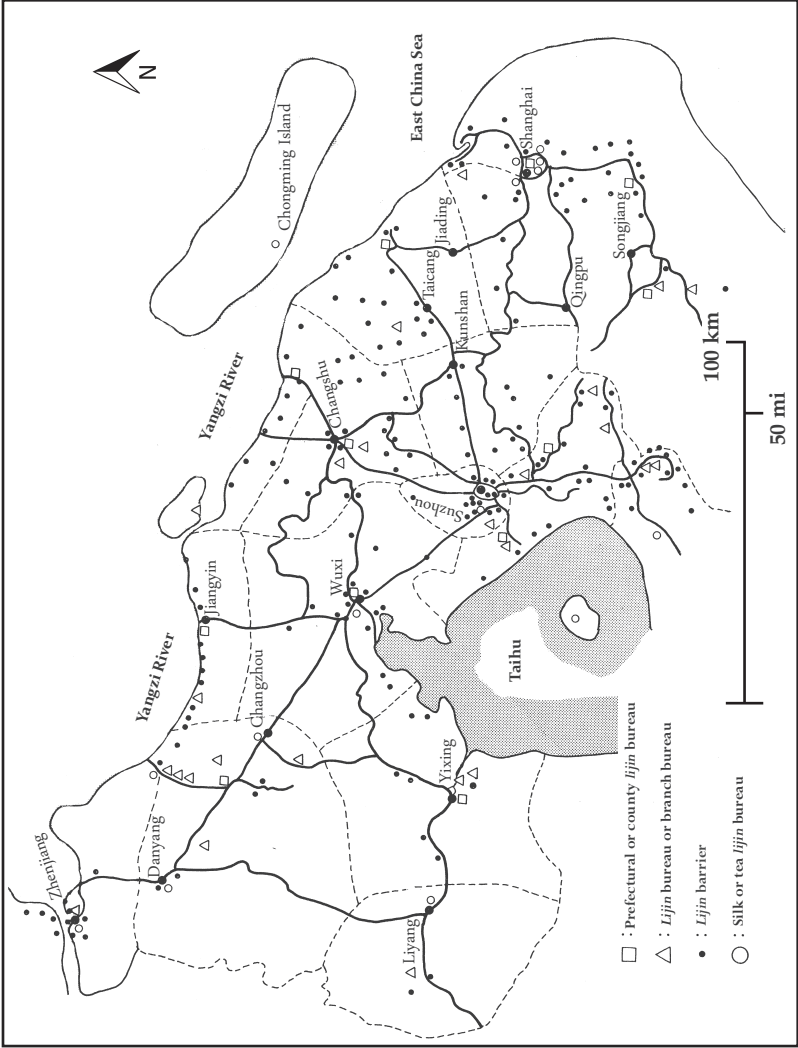 N
East China Sea
Chongming Island
Shanghai
Yangzi River
Jiading
Taicang
Songjiang
Kunshan
Qingpu
Changshu
Suzhou
Jiangyin
Wuxi
Yangzi River
Changzhou
Taihu
Yixing
Zhenjiang
Danyang
Liyang
100 km
50 mi
: Prefectural or county lijin bureau
: Lijin bureau or branch bureau
: Lijin barrier
: Silk or tea lijin bureau